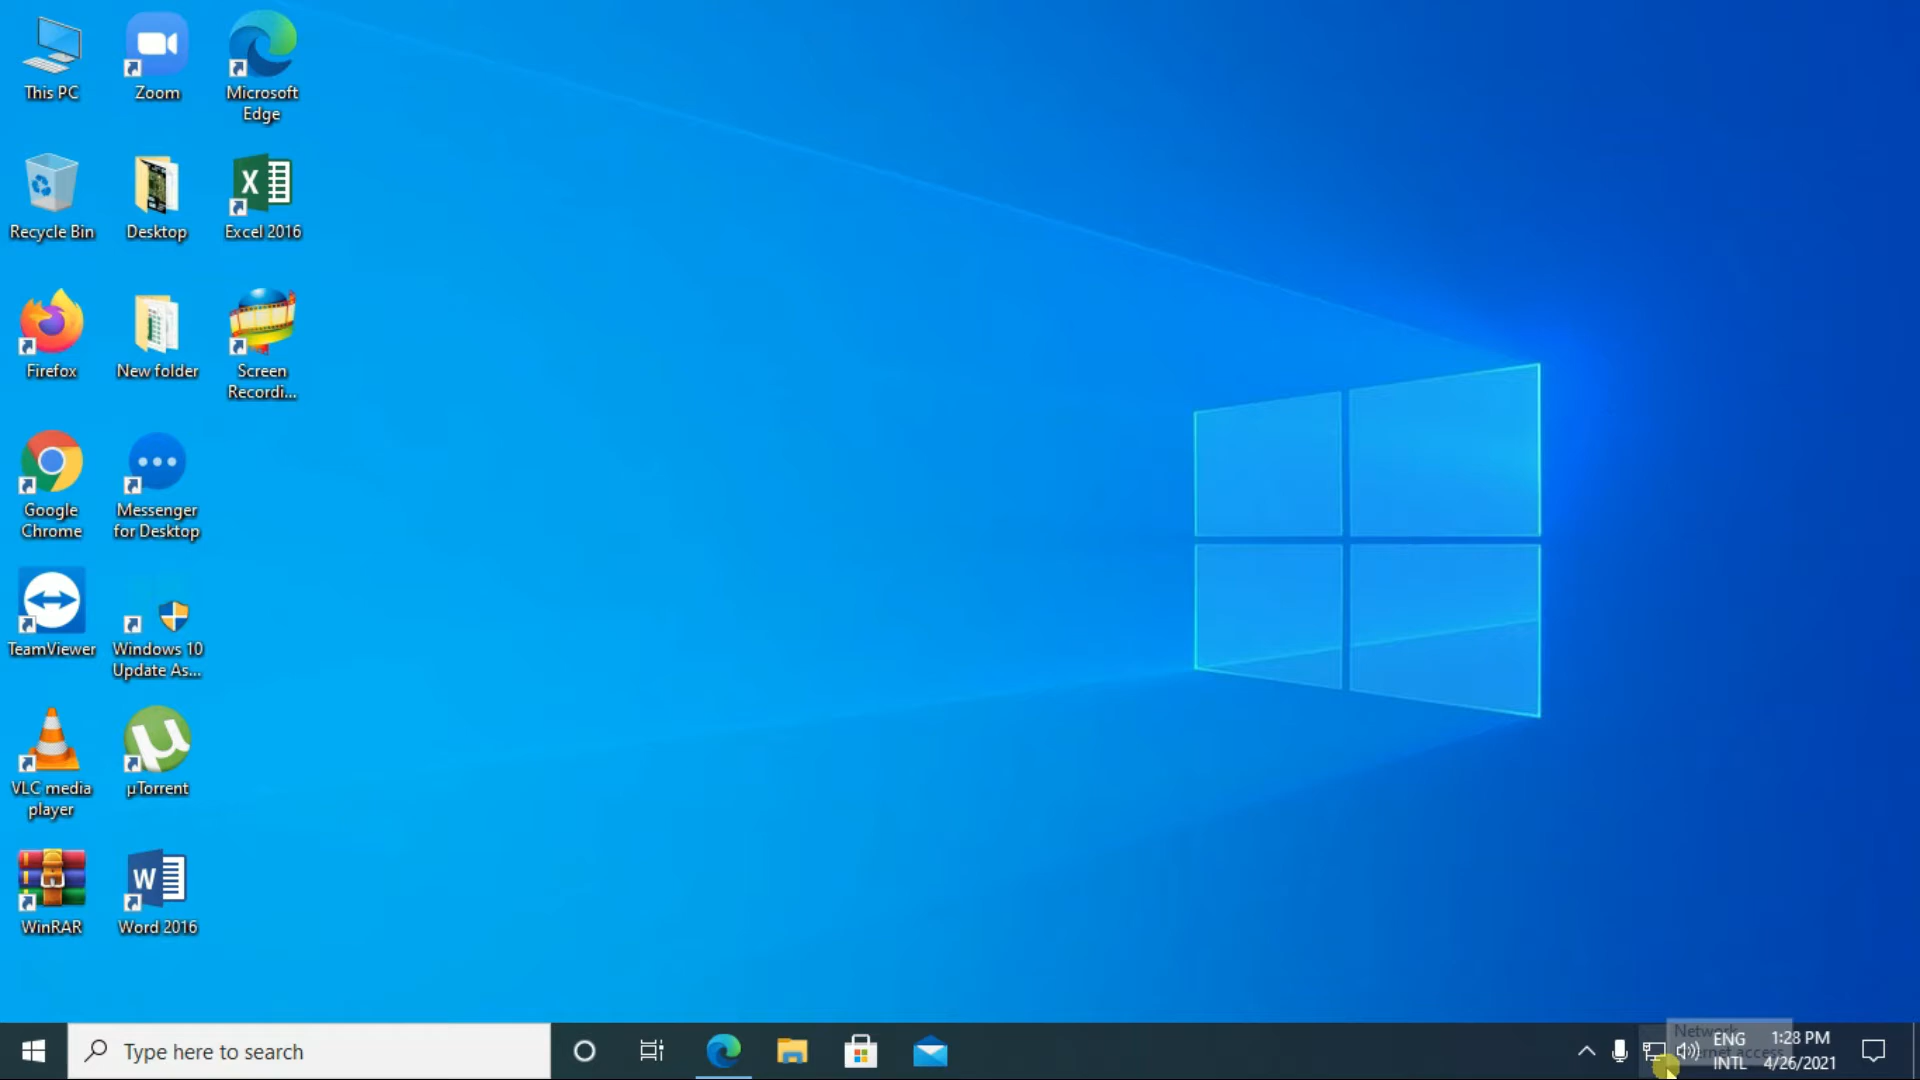 This PC
Zoom
Microsoft
Edge
Recycle Bin
Desktop
Excel 2016
Firefox
New folder
Screen
Recordi...
Google
Chrome
Messenger
for Desktop
TeamViewer
Windows 10
Update As...
VLC media
player
µTorrent
WinRAR
Word 2016
Type here to search
Network
ENG
INTL
1:28 PM
4/26/2021